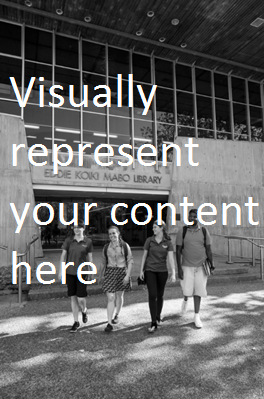 Visually
represent
EDDIE KOIKI MABO LIBRARY
your content
here